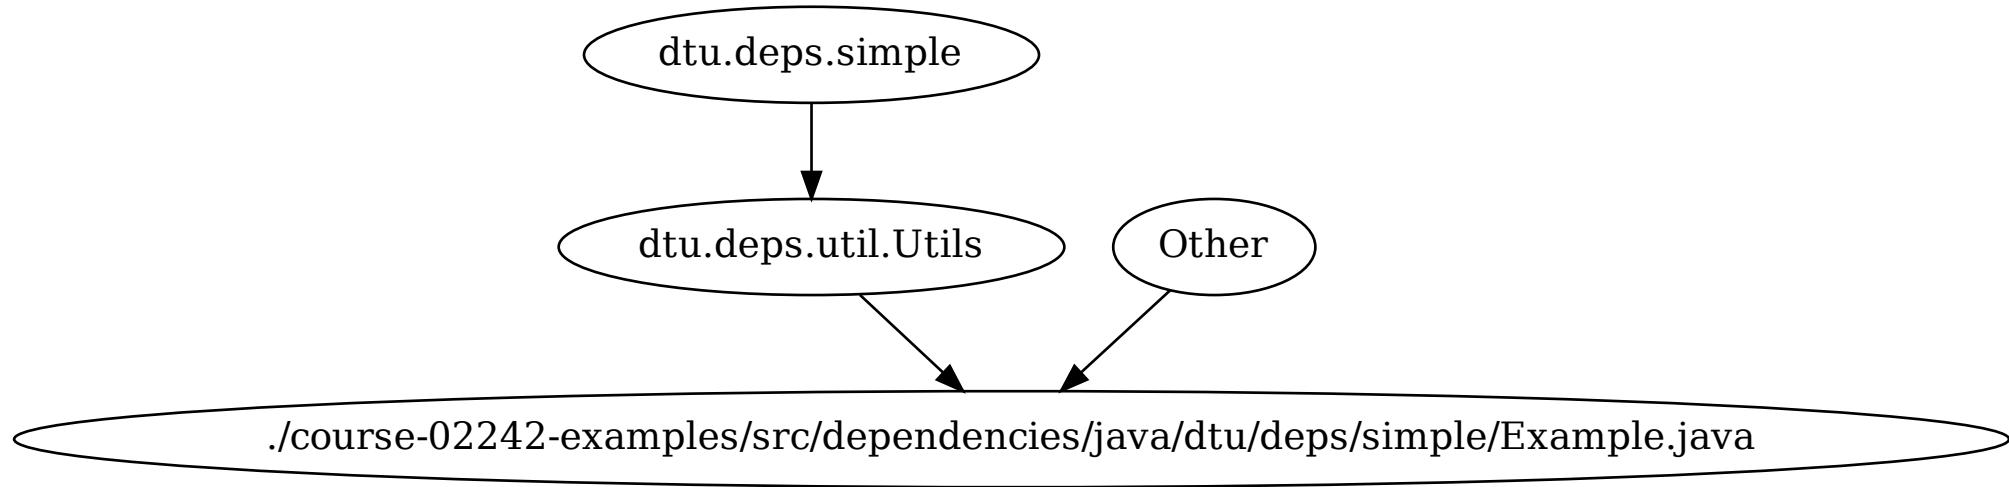 dtu.deps.simple
dtu.deps.util.Utils
Other
./course-02242-examples/src/dependencies/java/dtu/deps/simple/Example.java